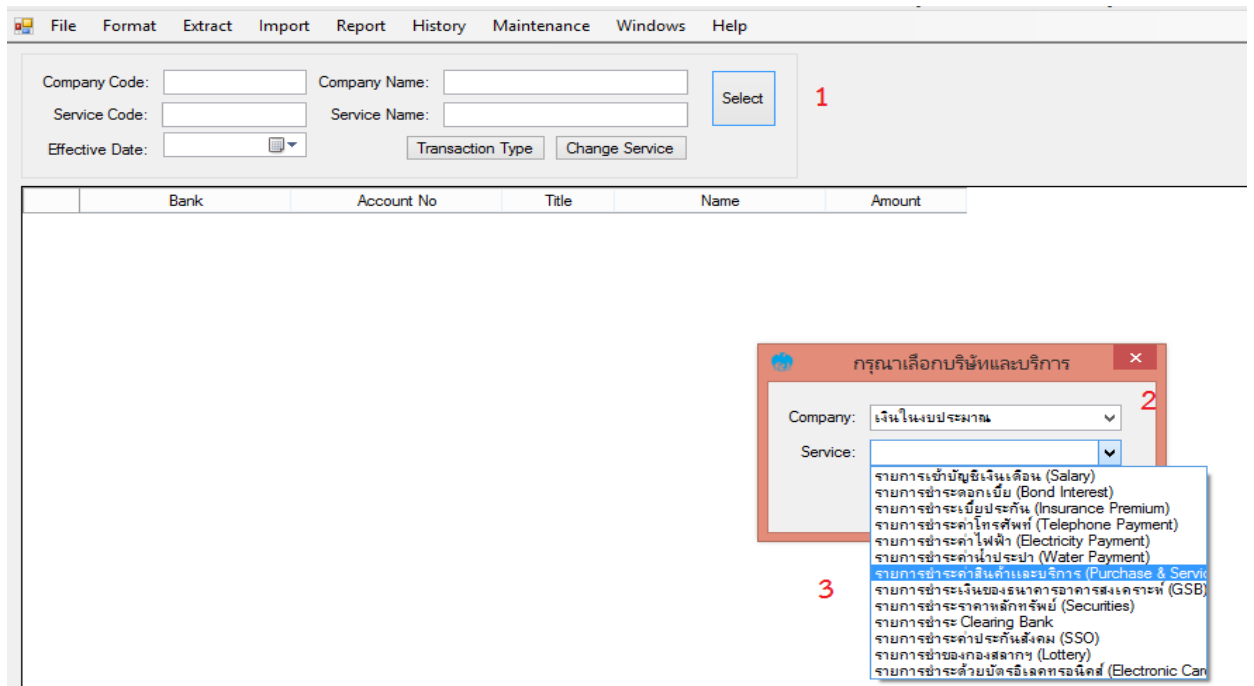 File Format Extract Import Report History Maintenance Windows Help
Company Code: Company Name: Select 1
Service Code: Service Name:
Effective Date: Transaction Type Change Service
Bank Account No Title Name Amount
กรุณาเลือกบริษัทและบริการ
2
Company: เงินในงบประมาณ
Service:
รายการเข้าบัญชีเงินเดือน (Salary)
รายการชำระดอกเบี้ย (Bond Interest)
รายการชำระเบี้ยประกัน (Insurance Premium)
รายการชำระค่าโทรศัพท์ (Telephone Payment)
รายการชำระค่าไฟฟ้า (Electricity Payment)
รายการชำระค่าน้ำประปา (Water Payment)
รายการชำระค่าสินค้าและบริการ (Purchase & Servic
3
รายการชำระเงินของธนาคารอาคารสงเคราะห์ (GSB)
รายการชำระราคาหลักทรัพย์ (Securities)
รายการชำระ Clearing Bank
รายการชำระค่าประกันสังคม (SSO)
รายการชำของกองสลากฯ (Lottery)
รายการชำระด้วยบัตรอิเลคทรอนิคส์ (Electronic Car